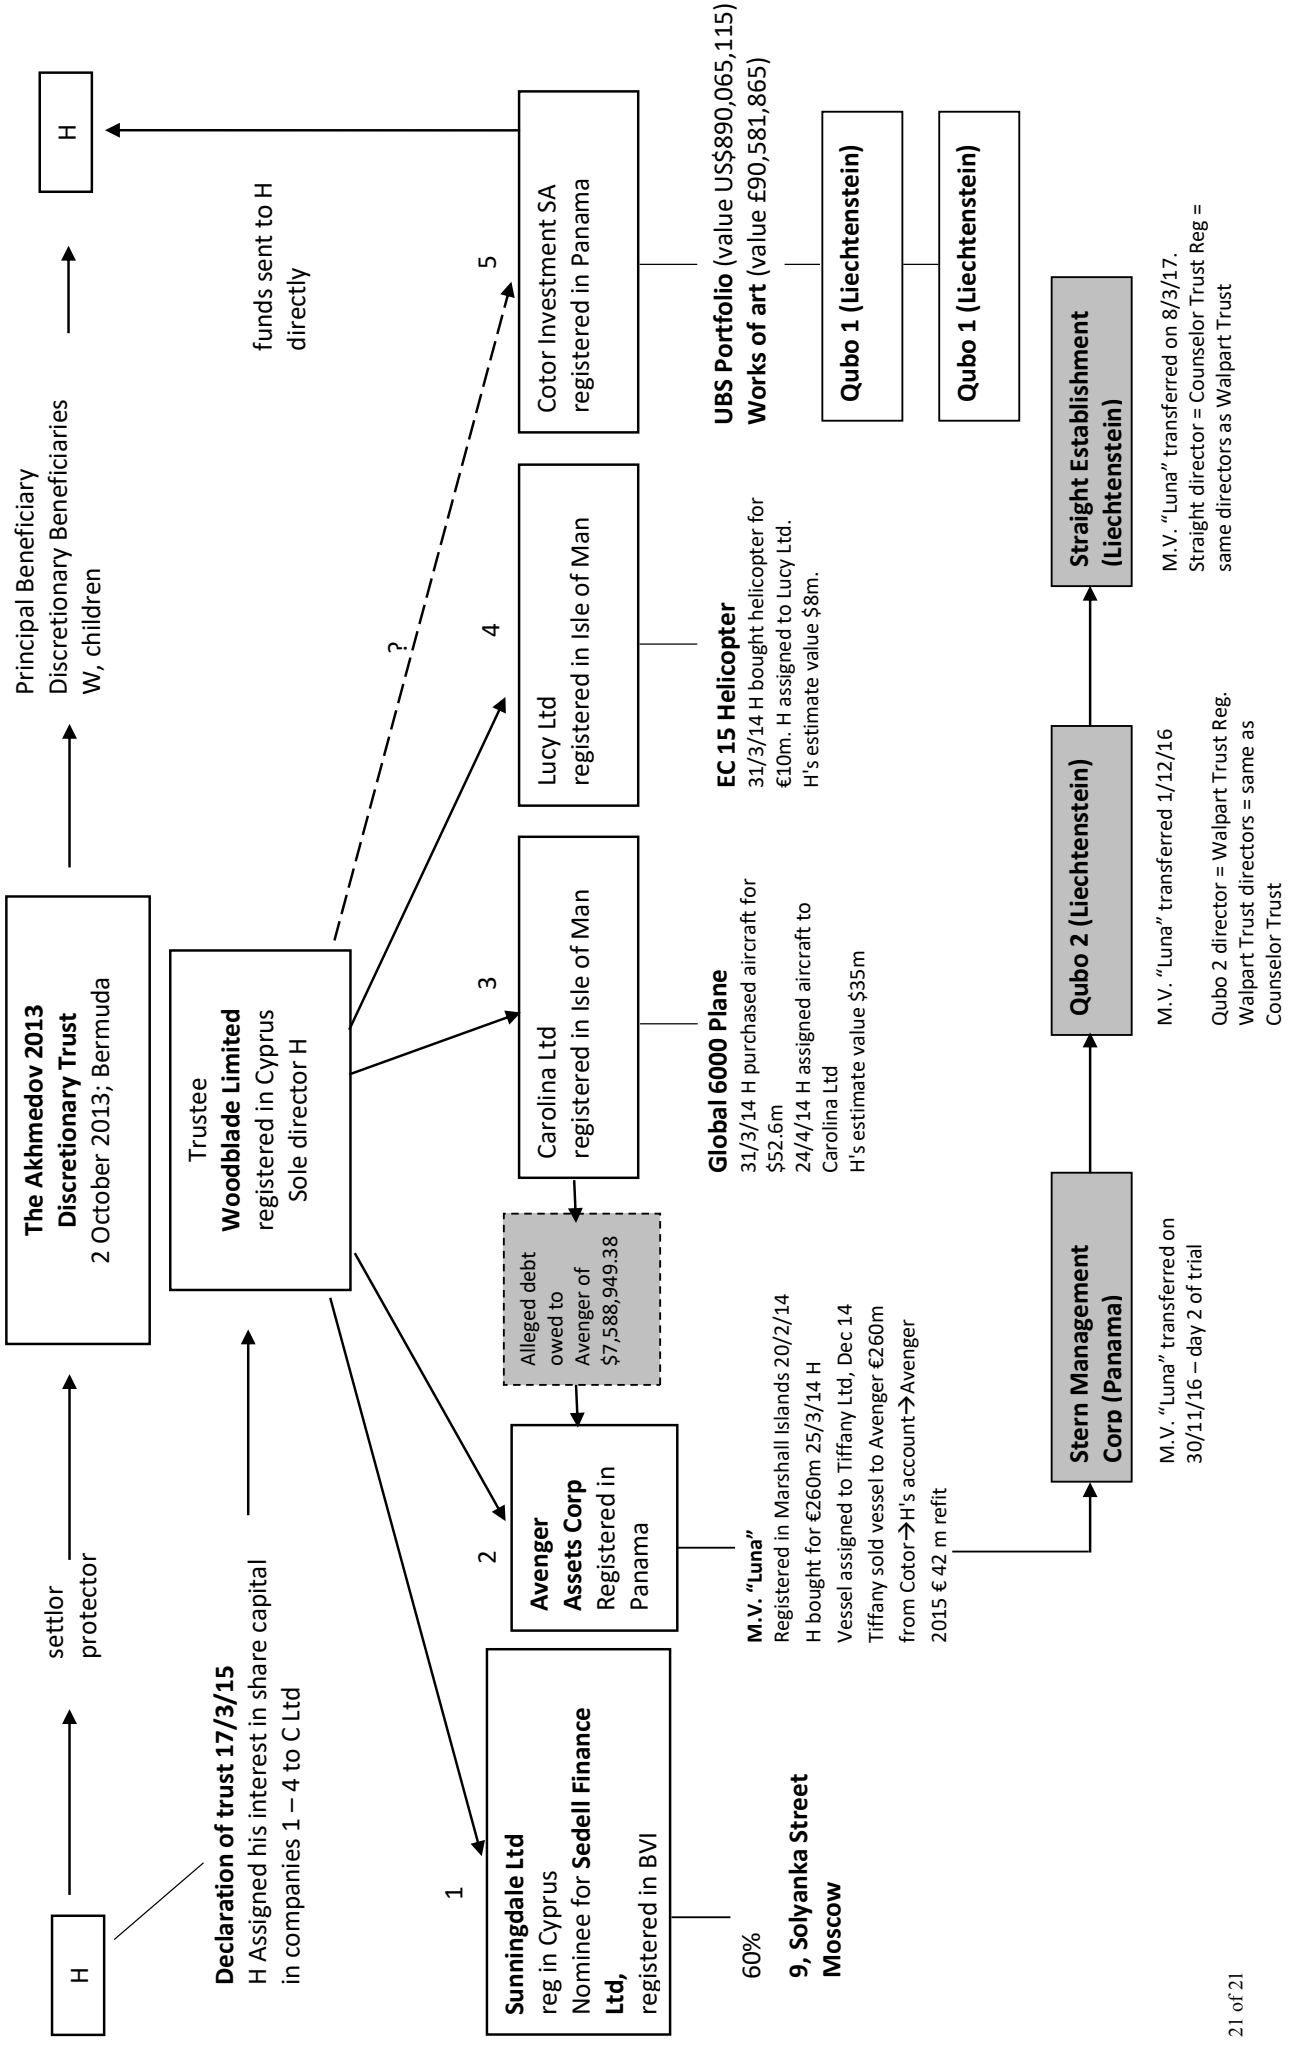 H
settlor
protector
The Akhmedov 2013
Discretionary Trust
2 October 2013; Bermuda
Principal Beneficiary
Discretionary Beneficiaries
W, children
H
Declaration of trust 17/3/15
H Assigned his interest in share capital
in companies 1 – 4 to C Ltd
Trustee
Woodblade Limited
registered in Cyprus
Sole director H
funds sent to H
directly
?
1
Sunningdale Ltd
reg in Cyprus
Nominee for Sedell Finance
Ltd,
registered in BVI
60%
9, Solyanka Street
Moscow
2
Avenger
Assets Corp
Registered in
Panama
M.V. “Luna”
Registered in Marshall Islands 20/2/14
H bought for €260m 25/3/14 H
Vessel assigned to Tiffany Ltd, Dec 14
Tiffany sold vessel to Avenger €260m
from Cotor→H's account→Avenger
2015 € 42 m refit
Alleged debt
owed to
Avenger of
$7,588,949.38
3
Carolina Ltd
registered in Isle of Man
Global 6000 Plane
31/3/14 H purchased aircraft for
$52.6m
24/4/14 H assigned aircraft to
Carolina Ltd
H's estimate value $35m
4
Lucy Ltd
registered in Isle of Man
EC 15 Helicopter
31/3/14 H bought helicopter for
€10m. H assigned to Lucy Ltd.
H's estimate value $8m.
5
Cotor Investment SA
registered in Panama
UBS Portfolio (value US$890,065,115)
Works of art (value £90,581,865)
Qubo 1 (Liechtenstein)
Qubo 1 (Liechtenstein)
Stern Management
Corp (Panama)
M.V. “Luna” transferred on
30/11/16 – day 2 of trial
Qubo 2 (Liechtenstein)
M.V. “Luna” transferred 1/12/16
Qubo 2 director = Walpart Trust Reg.
Walpart Trust directors = same as
Counselor Trust
Straight Establishment
(Liechtenstein)
M.V. “Luna” transferred on 8/3/17.
Straight director = Counselor Trust Reg =
same directors as Walpart Trust
21 of 21